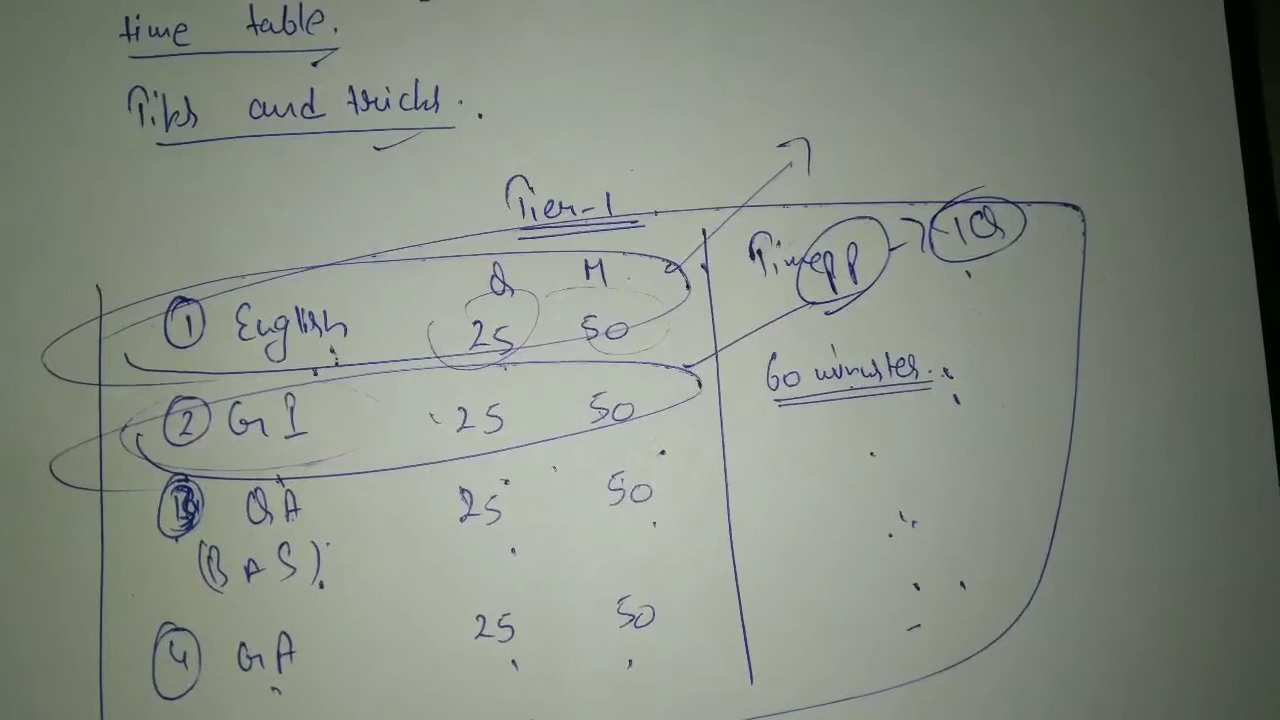 time table.
Tips and tricks.
Tier-1
Q M
① English 25 50
② GI 25 50
③ QA 25 50
(BAS)
④ GA 25 50
Time
60 minutes.